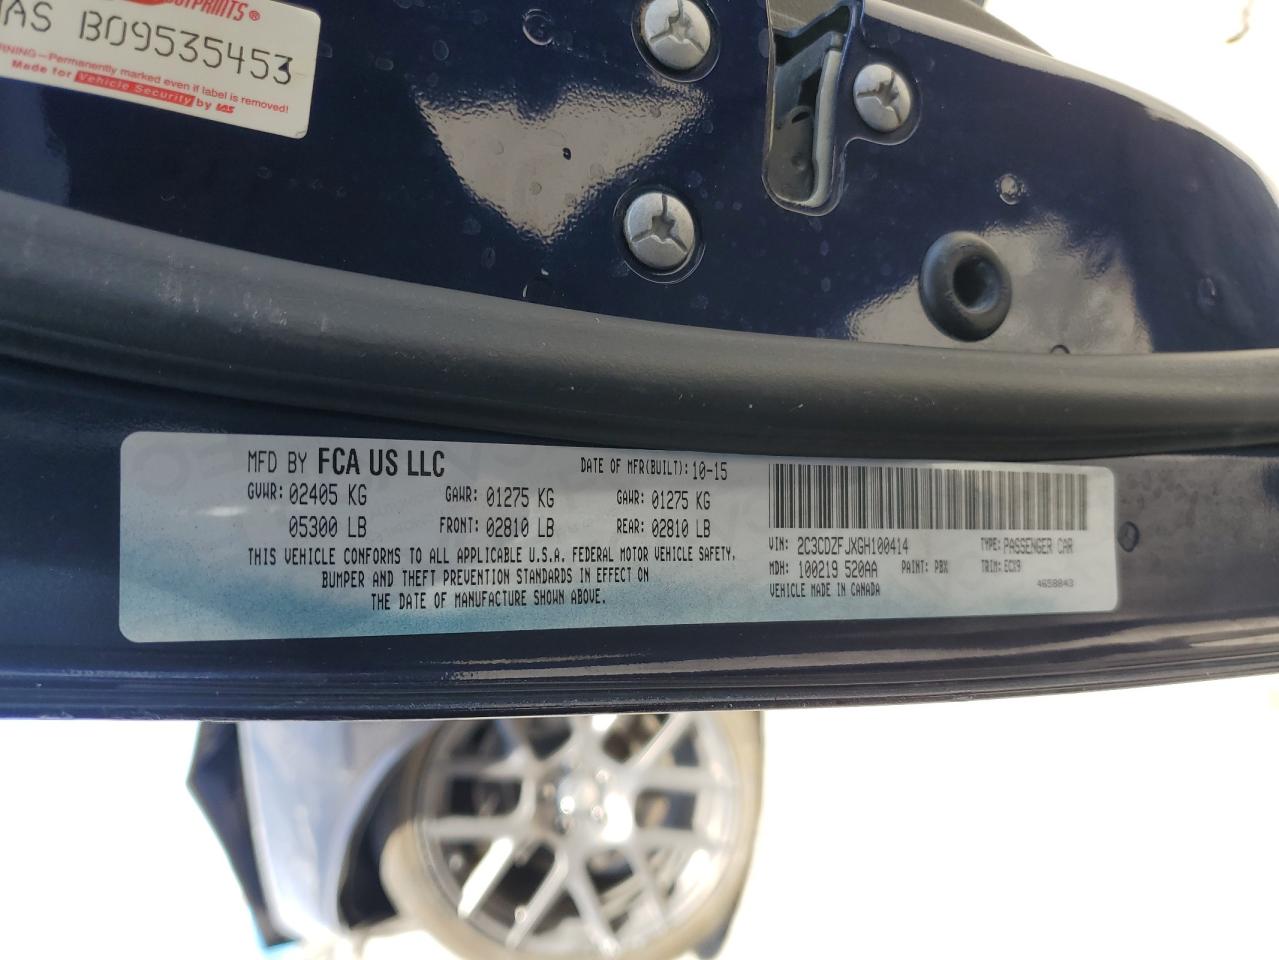 IAS B09535453
WARNING—Permanently marked even if label is removed!
Made for Vehicle Security by IAS
MFD BY FCA US LLC
DATE OF MFR(BUILT): 10-15
GVWR: 02405 KG GAWR: 01275 KG GAWR: 01275 KG
05300 LB FRONT: 02810 LB REAR: 02810 LB
THIS VEHICLE CONFORMS TO ALL APPLICABLE U.S.A. FEDERAL MOTOR VEHICLE SAFETY,
BUMPER AND THEFT PREVENTION STANDARDS IN EFFECT ON
THE DATE OF MANUFACTURE SHOWN ABOVE.
VIN: 2C3CDZFJXGH100414 TYPE: PASSENGER CAR
MDH: 100219 520AA PAINT: PBX TRIM: ECX9
VEHICLE MADE IN CANADA 4658843